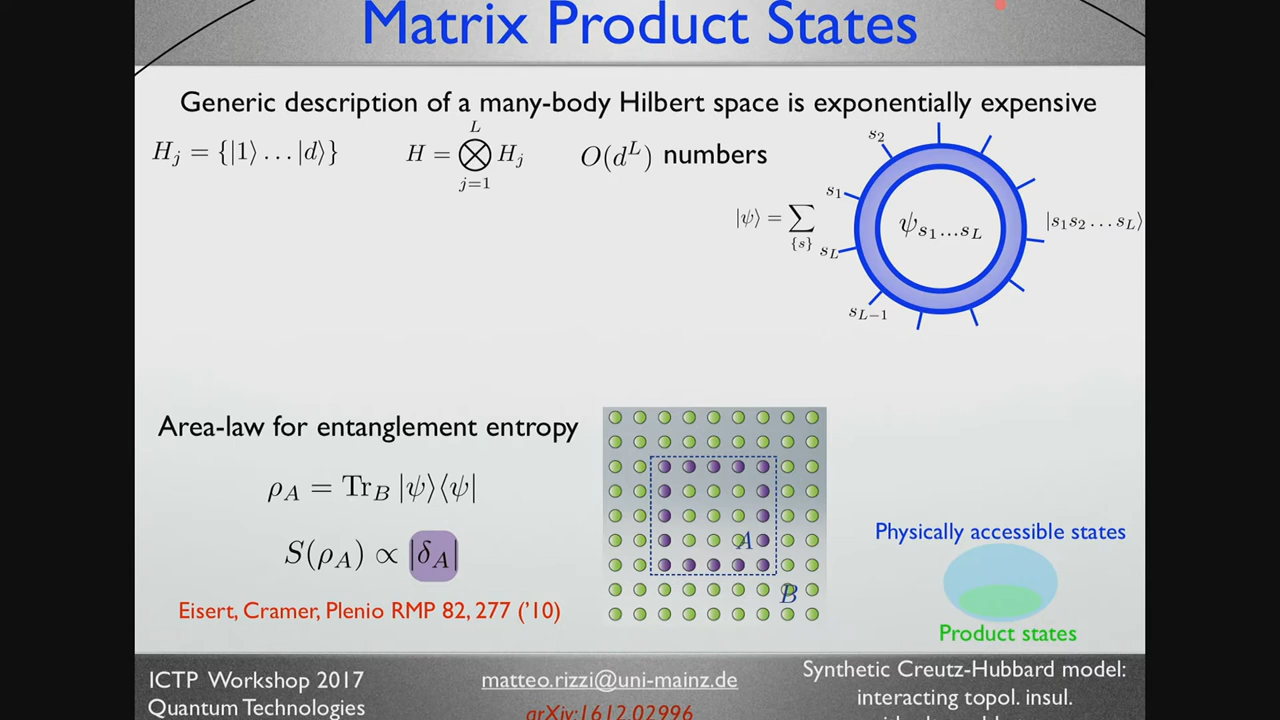 Matrix Product States
Generic description of a many-body Hilbert space is exponentially expensive
H_j = {|1⟩ … |d⟩}
H = ⨂_{j=1}^{L} H_j
O(d^L) numbers
|ψ⟩ = ∑_{{s}}
s_2
s_1
s_L
s_{L−1}
ψ_{s_1…s_L}
|s_1 s_2 … s_L⟩
Area-law for entanglement entropy
ρ_A = Tr_B |ψ⟩⟨ψ|
S(ρ_A) ∝ |δ_A|
Eisert, Cramer, Plenio RMP 82, 277 ('10)
A
B
Physically accessible states
Product states
ICTP Workshop 2017
Quantum Technologies
matteo.rizzi@uni-mainz.de
arXiv:1612.02996
Synthetic Creutz-Hubbard model:
interacting topol. insul.